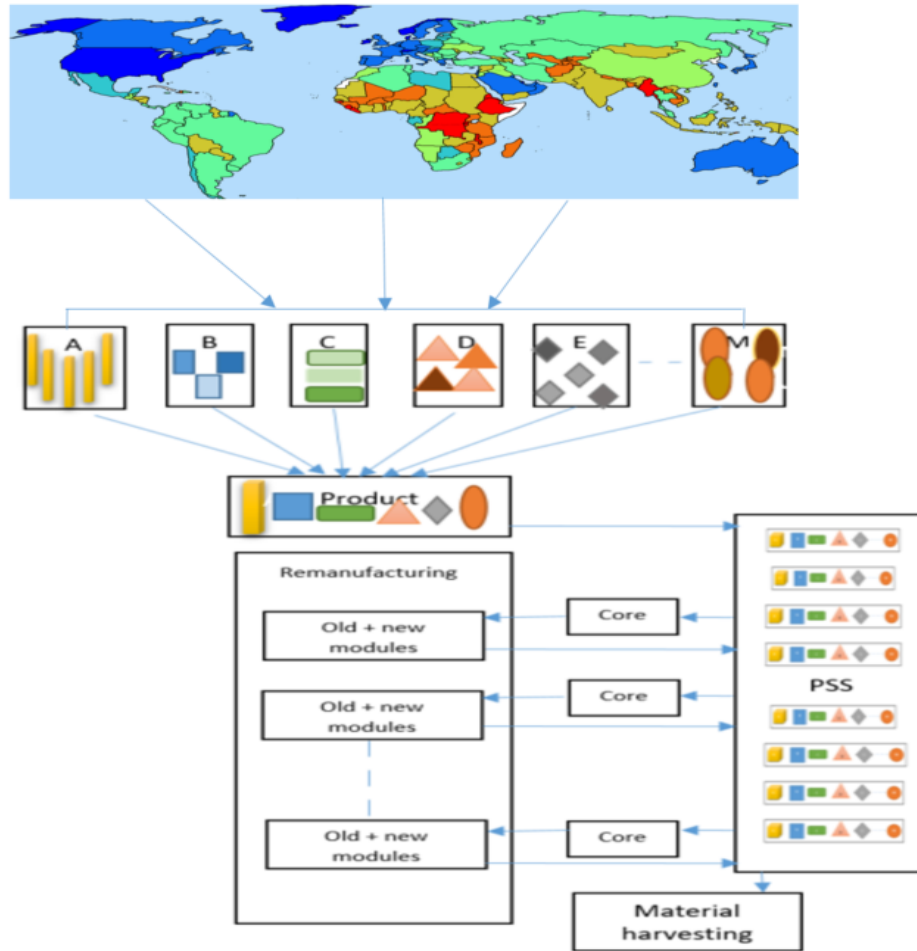 A
B
C
D
E
M
Product
Remanufacturing
Old + new
modules
Core
Old + new
modules
Core
PSS
Old + new
modules
Core
Material
harvesting